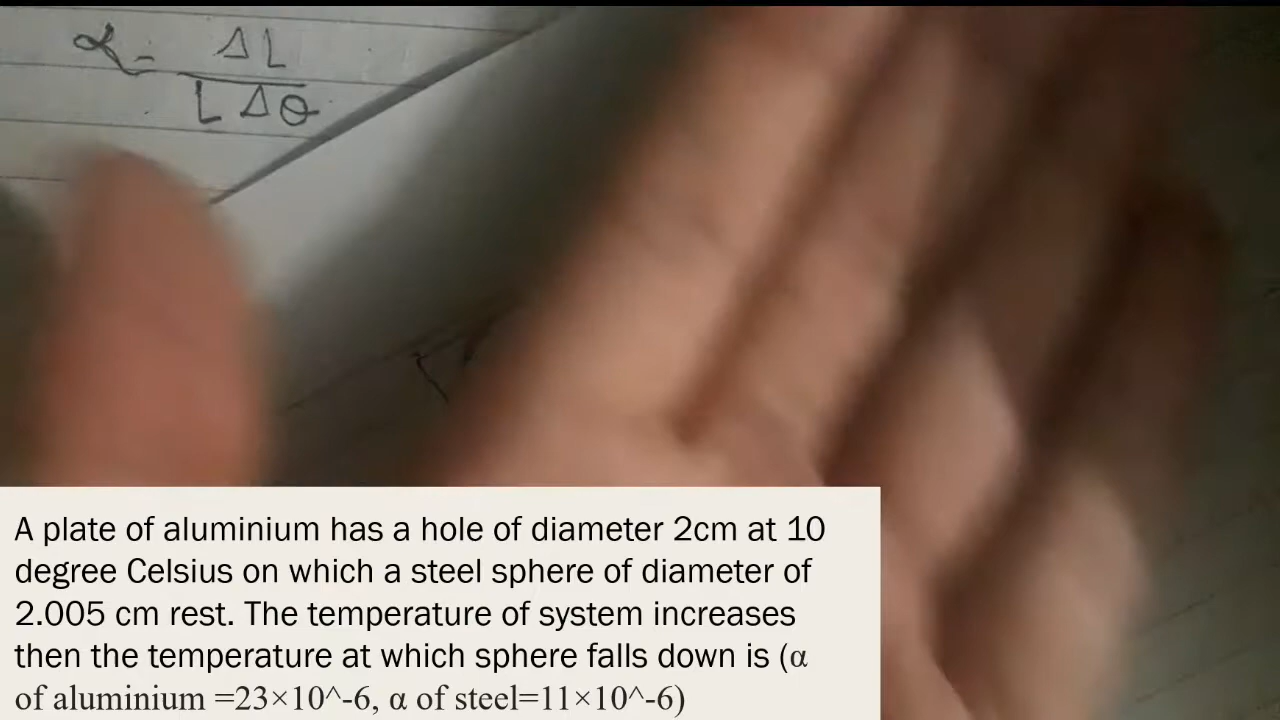 α = ΔL
L Δθ
A plate of aluminium has a hole of diameter 2cm at 10
degree Celsius on which a steel sphere of diameter of
2.005 cm rest. The temperature of system increases
then the temperature at which sphere falls down is (α
of aluminium =23×10^-6, α of steel=11×10^-6)